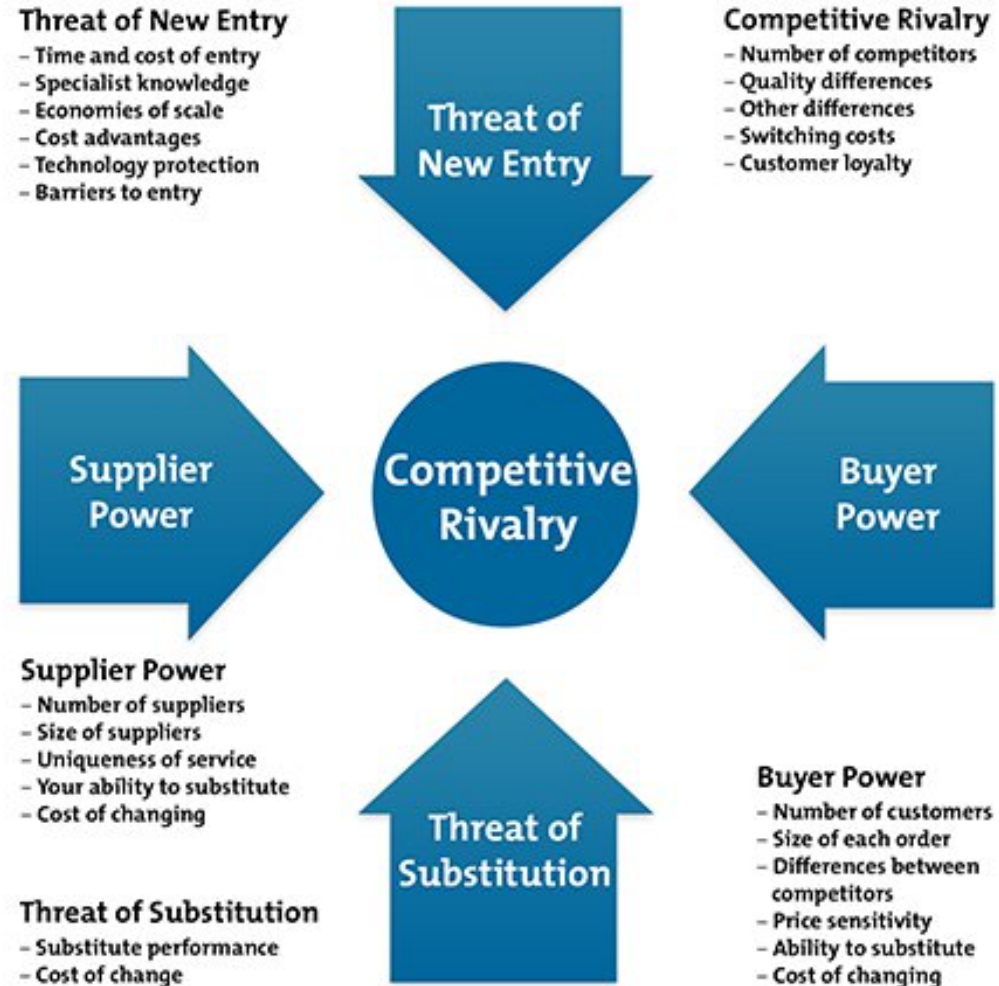 Threat of New Entry
– Time and cost of entry
– Specialist knowledge
– Economies of scale
– Cost advantages
– Technology protection
– Barriers to entry
Threat of
New Entry
Competitive Rivalry
– Number of competitors
– Quality differences
– Other differences
– Switching costs
– Customer loyalty
Supplier
Power
Competitive
Rivalry
Buyer
Power
Supplier Power
– Number of suppliers
– Size of suppliers
– Uniqueness of service
– Your ability to substitute
– Cost of changing
Threat of Substitution
– Substitute performance
– Cost of change
Threat of
Substitution
Buyer Power
– Number of customers
– Size of each order
– Differences between
competitors
– Price sensitivity
– Ability to substitute
– Cost of changing